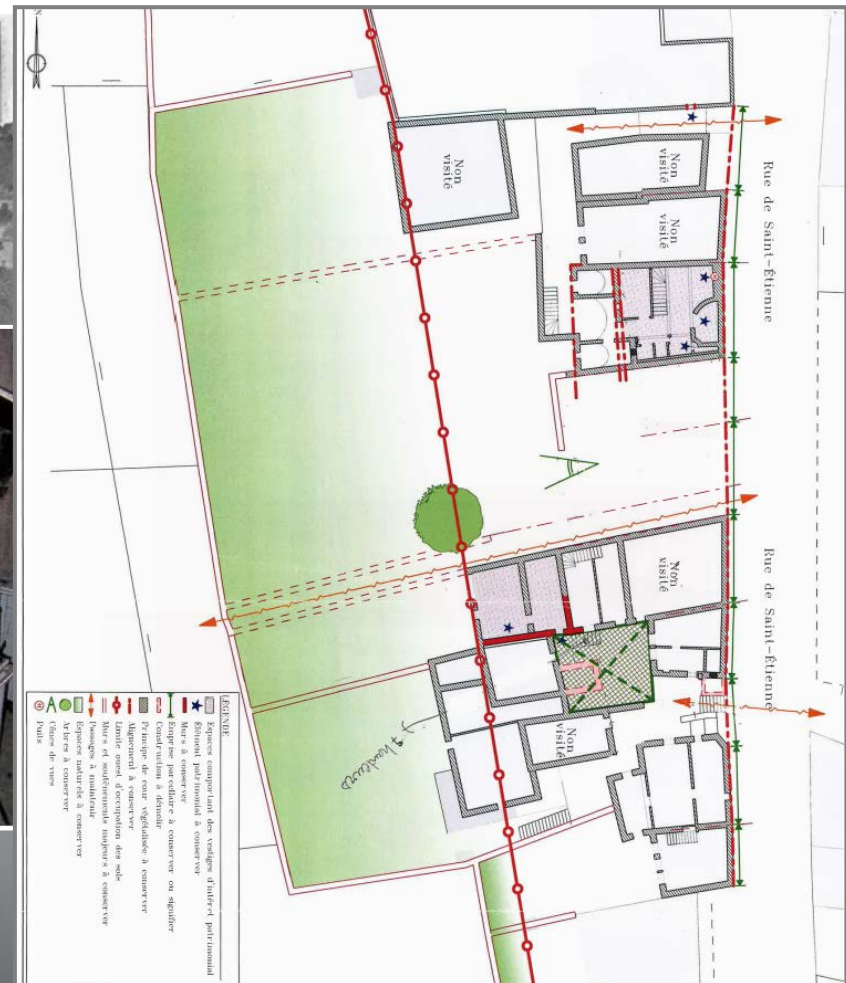 N
Rue de Saint-Étienne
Rue de Saint-Étienne
Non
visité
Non
visité
Non
visité
Non
visité
Non
visité
LEGENDE
Espaces comportant des vestiges d'intérêt patrimonial
Élément patrimonial à conserver
Murs à conserver
Emprise parcellaire à conserver ou signifier
Construction à démolir
Principe de cour végétalisée à conserver
Alignement à conserver
Limite ouest d'occupation des sols
Murs et soutènements majeurs à conserver
Passages à maintenir
Espaces naturels à conserver
Arbres à conserver
Cônes de vues
Puits